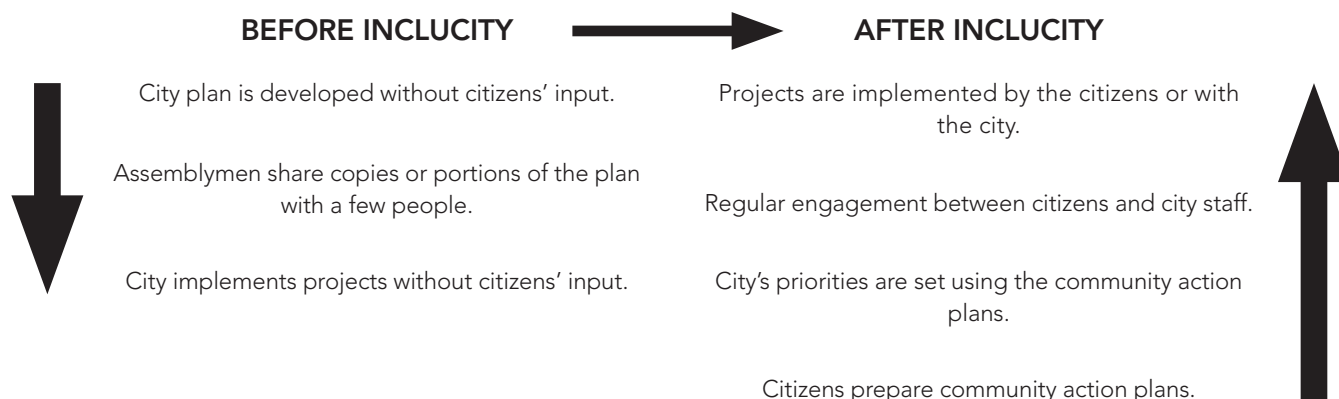 BEFORE INCLUCITY
City plan is developed without citizens’ input.
Assemblymen share copies or portions of the plan
with a few people.
City implements projects without citizens’ input.
AFTER INCLUCITY
Projects are implemented by the citizens or with
the city.
Regular engagement between citizens and city staff.
City’s priorities are set using the community action
plans.
Citizens prepare community action plans.